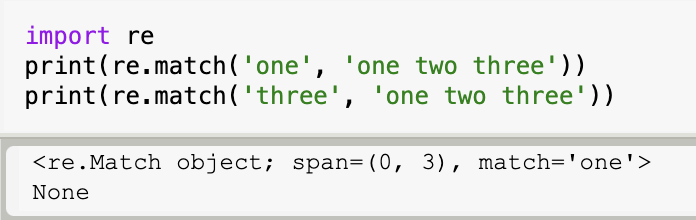 import re
print(re.match('one', 'one two three'))
print(re.match('three', 'one two three'))
<re.Match object; span=(0, 3), match='one'>
None